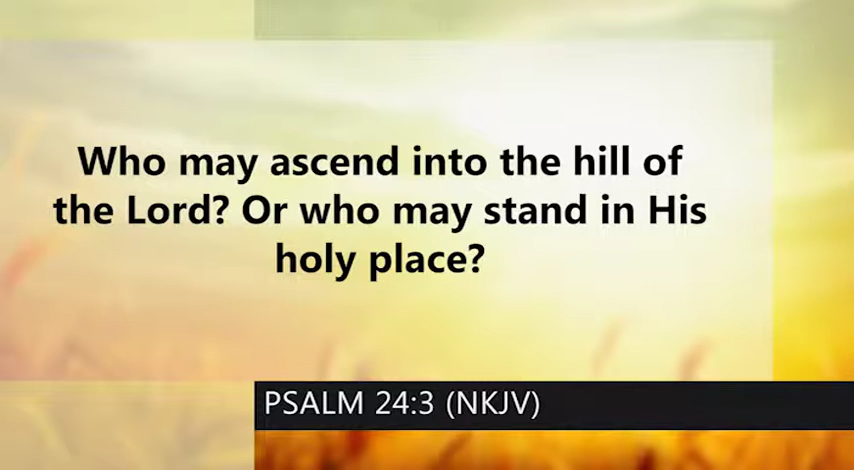 Who may ascend into the hill of
the Lord? Or who may stand in His
holy place?
PSALM 24:3 (NKJV)